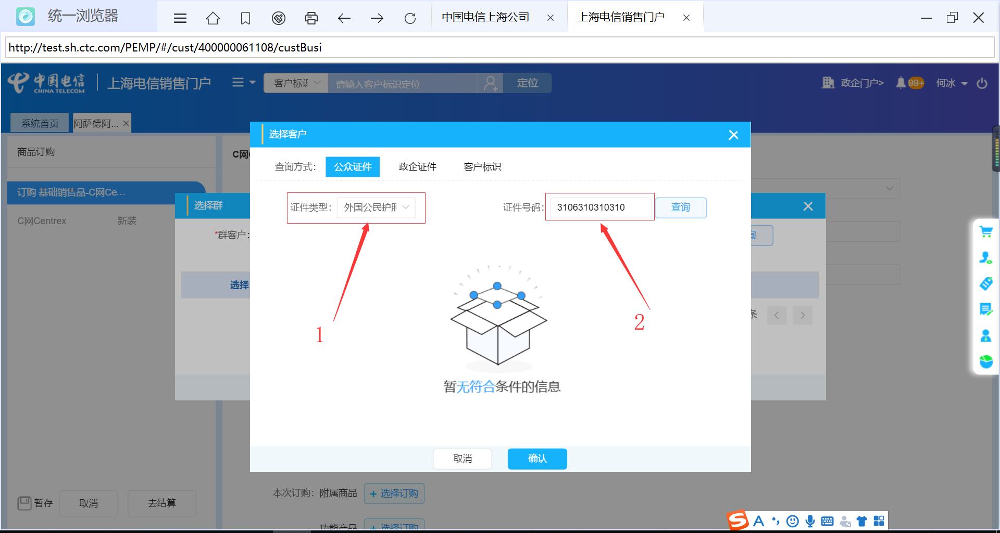 统一浏览器
中国电信上海公司
上海电信销售门户
http://test.sh.ctc.com/PEMP/#/cust/400000061108/custBusi
中国电信
CHINA TELECOM
上海电信销售门户
客户标识
请输入客户标识定位
定位
政企门户>
99+
何冰
系统首页
阿萨德阿...
商品订购
C网
订购 基础销售品-C网Ce...
C网Centrex
新装
选择群
*群客户:
选择
条
选择客户
查询方式:
公众证件
政企证件
客户标识
证件类型:
外国公民护照
证件号码:
3106310310310
查询
1
2
暂无符合条件的信息
取消
确认
本次订购:
附属商品
+ 选择订购
功能产品
+ 选择订购
暂存
取消
去结算
S
A